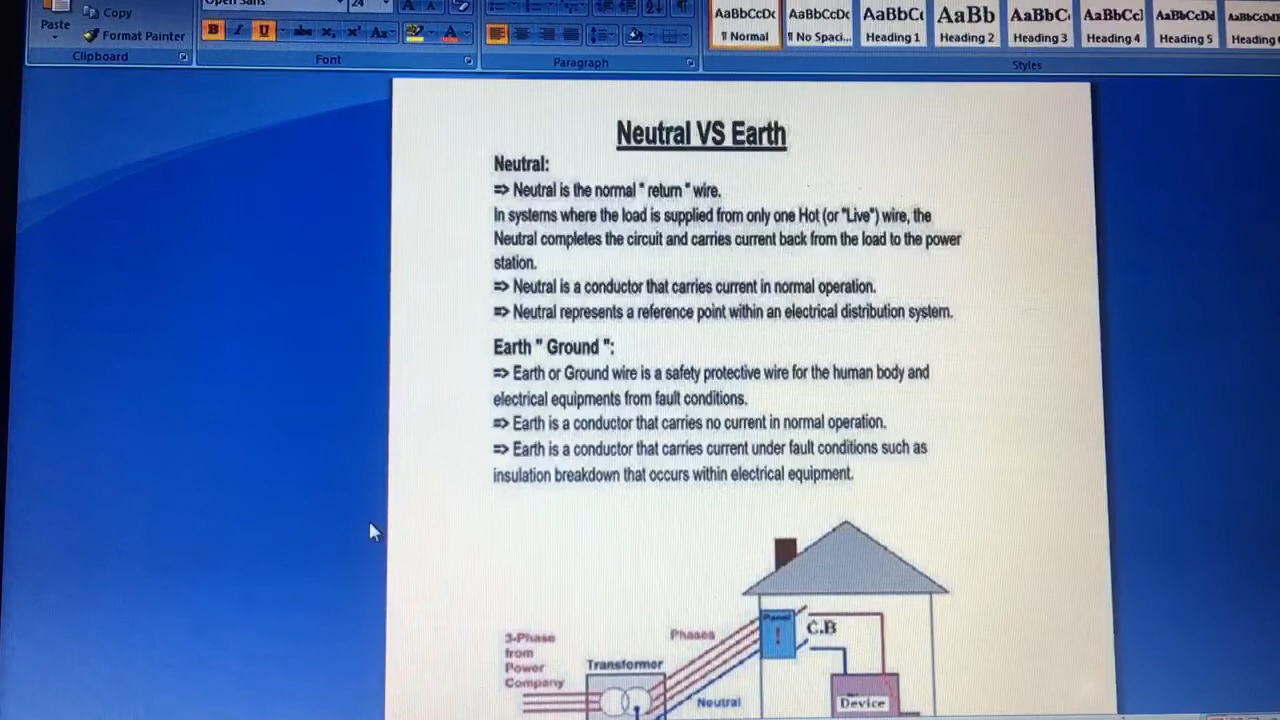 Copy
Paste
Format Painter
Clipboard
Font
Paragraph
Styles
AaBbCcDc
¶ Normal
AaBbCcDc
¶ No Spaci...
AaBbC
Heading 1
AaBb
Heading 2
AaBbC
Heading 3
AaBbCc
Heading 4
AaBbCcDd
Heading 5
Heading
Neutral VS Earth
Neutral:
=> Neutral is the normal " return " wire.
In systems where the load is supplied from only one Hot (or "Live") wire, the
Neutral completes the circuit and carries current back from the load to the power
station.
=> Neutral is a conductor that carries current in normal operation.
=> Neutral represents a reference point within an electrical distribution system.
Earth " Ground ":
=> Earth or Ground wire is a safety protective wire for the human body and
electrical equipments from fault conditions.
=> Earth is a conductor that carries no current in normal operation.
=> Earth is a conductor that carries current under fault conditions such as
insulation breakdown that occurs within electrical equipment.
3-Phase
from
Power
Company
Transformer
Phases
Neutral
Panel
!
C.B
Device